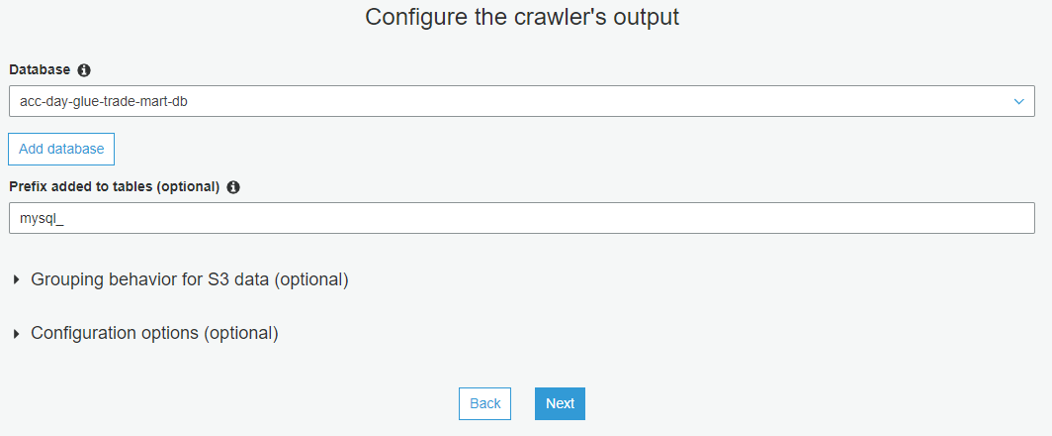 Configure the crawler's output
Database
acc-day-glue-trade-mart-db
Add database
Prefix added to tables (optional)
mysql_
Grouping behavior for S3 data (optional)
Configuration options (optional)
Back Next